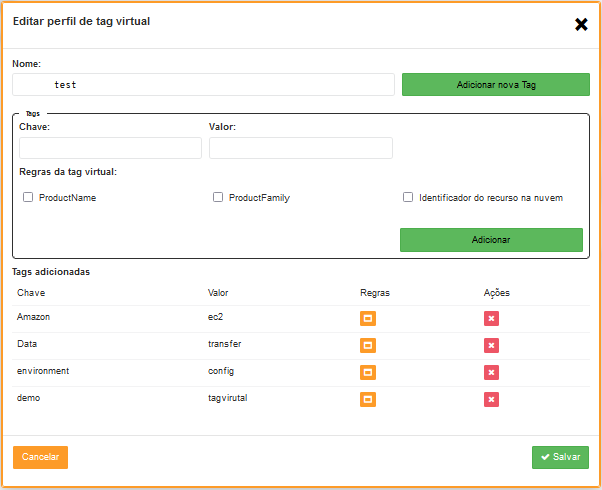 Editar perfil de tag virtual
Nome:
test
Adicionar nova Tag
Tags
Chave: Valor:
Regras da tag virtual:
ProductName ProductFamily Identificador do recurso na nuvem
Adicionar
Tags adicionadas
Chave Valor Regras Ações
Amazon ec2
Data transfer
environment config
demo tagvirutal
Cancelar Salvar